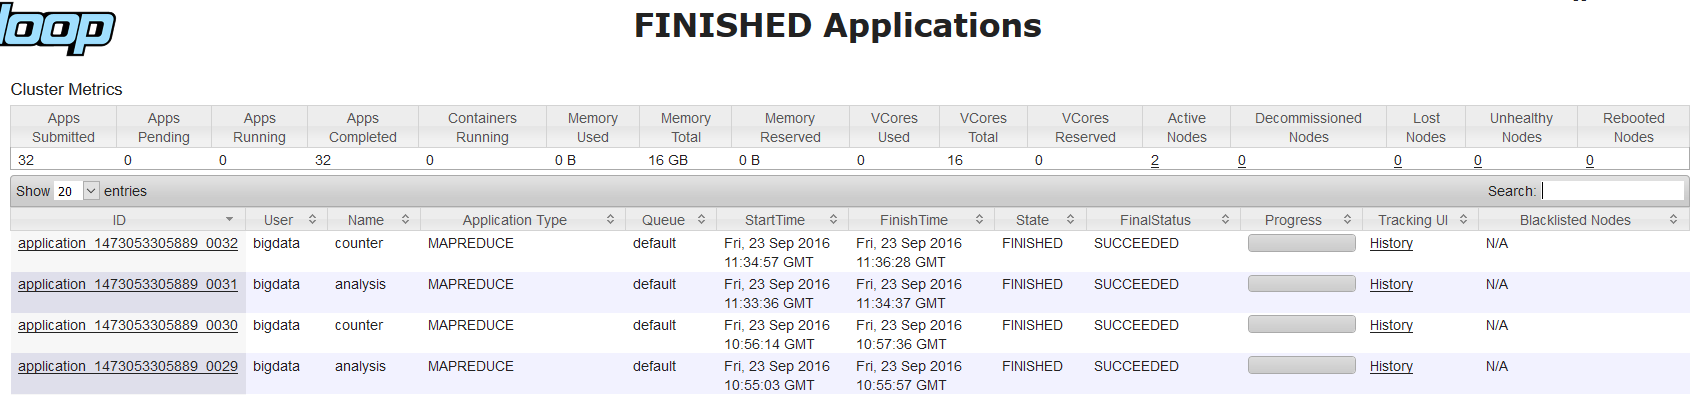 loop
FINISHED Applications
Cluster Metrics
Apps Submitted Apps Pending Apps Running Apps Completed Containers Running Memory Used Memory Total Memory Reserved VCores Used VCores Total VCores Reserved Active Nodes Decommissioned Nodes Lost Nodes Unhealthy Nodes Rebooted Nodes
32 0 0 32 0 0 B 16 GB 0 B 0 16 0 2 0 0 0 0
Show 20 entries Search:
ID User Name Application Type Queue StartTime FinishTime State FinalStatus Progress Tracking UI Blacklisted Nodes
application_1473053305889_0032 bigdata counter MAPREDUCE default Fri, 23 Sep 2016 Fri, 23 Sep 2016 FINISHED SUCCEEDED History N/A
11:34:57 GMT 11:36:28 GMT
application_1473053305889_0031 bigdata analysis MAPREDUCE default Fri, 23 Sep 2016 Fri, 23 Sep 2016 FINISHED SUCCEEDED History N/A
11:33:36 GMT 11:34:37 GMT
application_1473053305889_0030 bigdata counter MAPREDUCE default Fri, 23 Sep 2016 Fri, 23 Sep 2016 FINISHED SUCCEEDED History N/A
10:56:14 GMT 10:57:36 GMT
application_1473053305889_0029 bigdata analysis MAPREDUCE default Fri, 23 Sep 2016 Fri, 23 Sep 2016 FINISHED SUCCEEDED History N/A
10:55:03 GMT 10:55:57 GMT